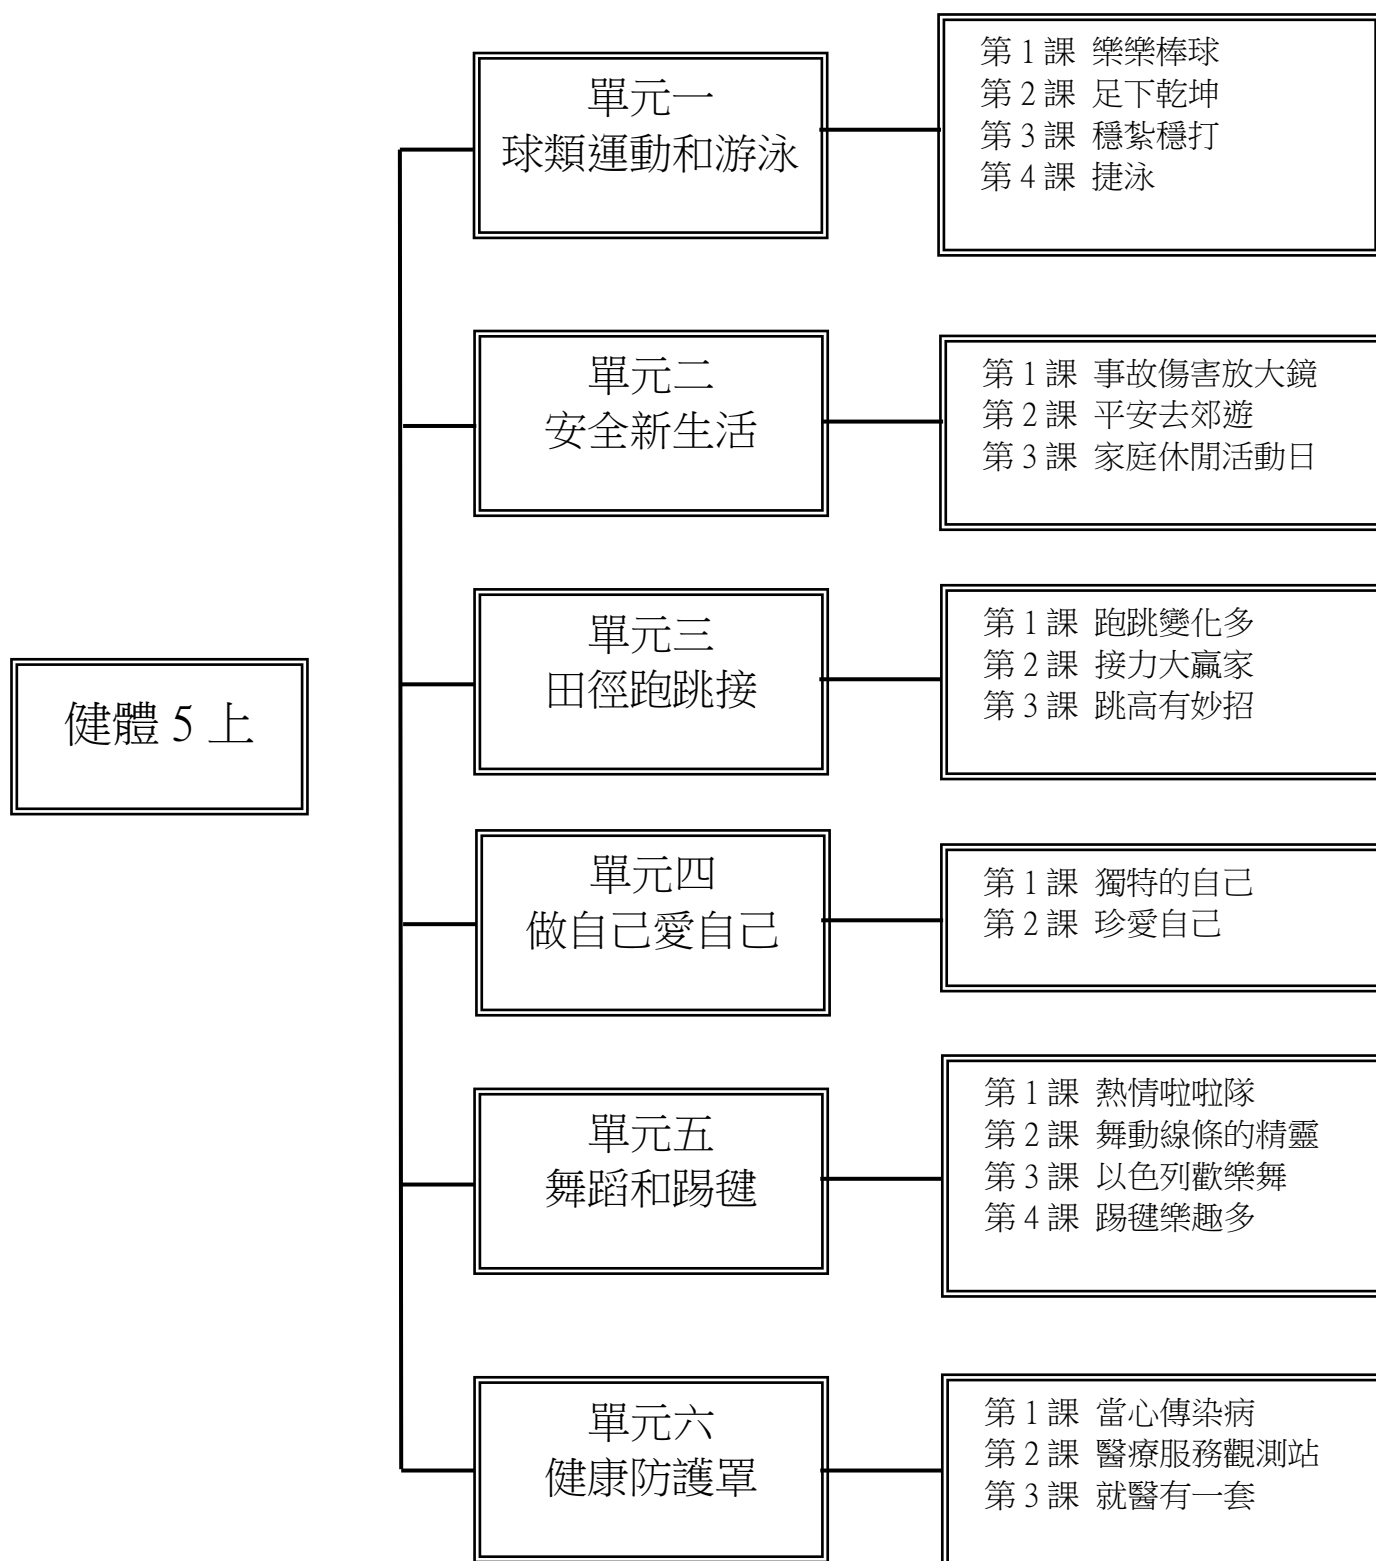 健體 5 上
單元一
球類運動和游泳
第 1 課 樂樂棒球
第 2 課 足下乾坤
第 3 課 穩紮穩打
第 4 課 捷泳
單元二
安全新生活
第 1 課 事故傷害放大鏡
第 2 課 平安去郊遊
第 3 課 家庭休閒活動日
單元三
田徑跑跳接
第 1 課 跑跳變化多
第 2 課 接力大贏家
第 3 課 跳高有妙招
單元四
做自己愛自己
第 1 課 獨特的自己
第 2 課 珍愛自己
單元五
舞蹈和踢毽
第 1 課 熱情啦啦隊
第 2 課 舞動線條的精靈
第 3 課 以色列歡樂舞
第 4 課 踢毽樂趣多
單元六
健康防護罩
第 1 課 當心傳染病
第 2 課 醫療服務觀測站
第 3 課 就醫有一套